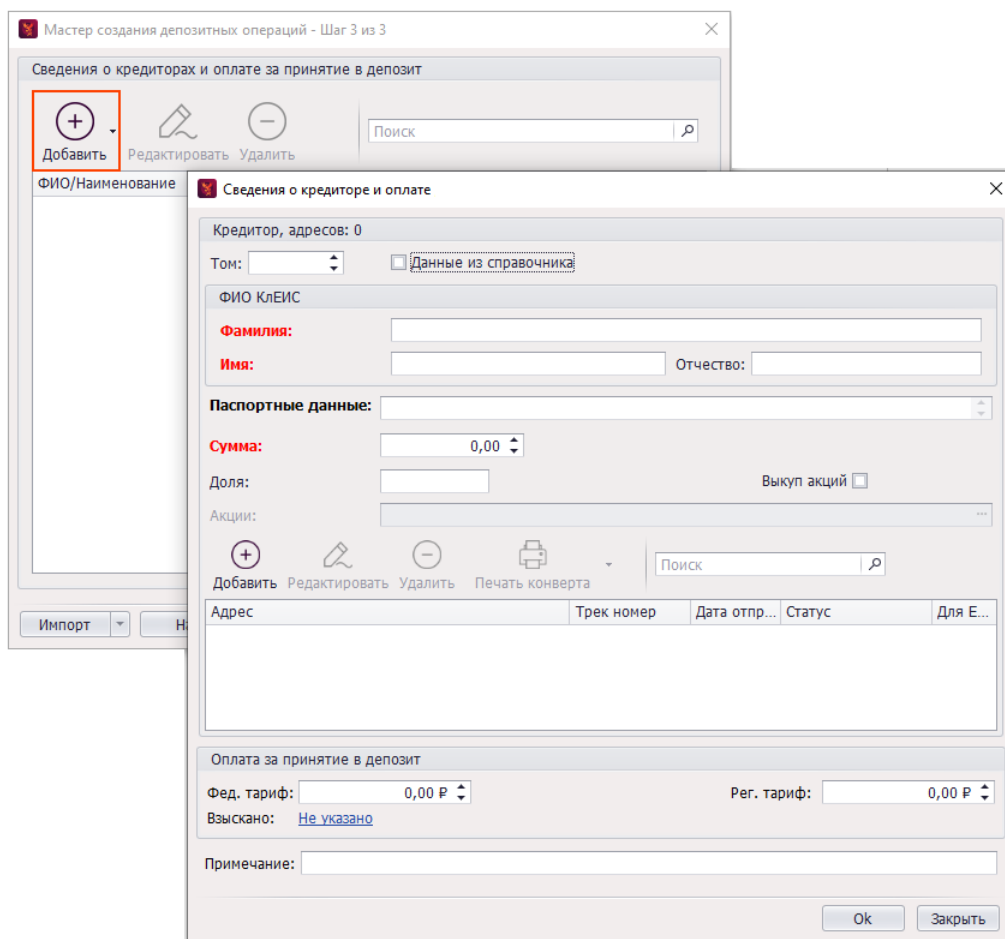 Мастер создания депозитных операций - Шаг 3 из 3
Сведения о кредиторах и оплате за принятие в депозит
Добавить Редактировать Удалить Поиск
ФИО/Наименование
Импорт
Сведения о кредиторе и оплате
Кредитор, адресов: 0
Том: Данные из справочника
ФИО КлЕИС
Фамилия:
Имя: Отчество:
Паспортные данные:
Сумма: 0,00
Доля: Выкуп акций
Акции: ...
Добавить Редактировать Удалить Печать конверта Поиск
Адрес Трек номер Дата отпр... Статус Для Е...
Оплата за принятие в депозит
Фед. тариф: 0,00 ₽ Рег. тариф: 0,00 ₽
Взыскано: Не указано
Примечание:
Ok Закрыть